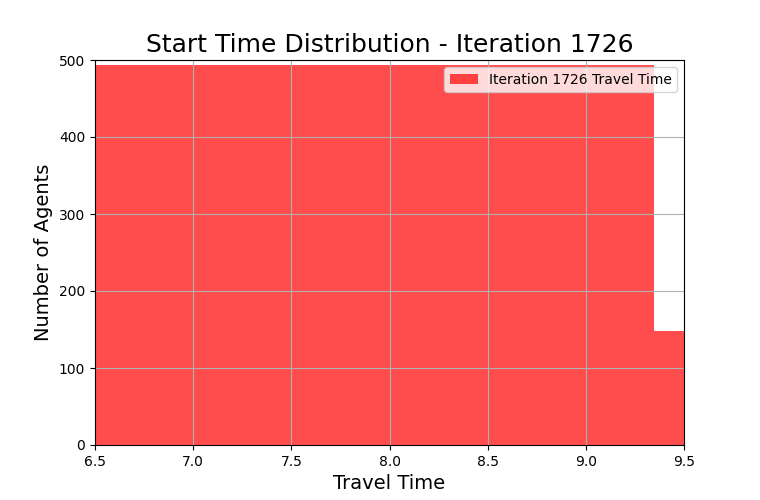 Start Time Distribution - Iteration 1726
Iteration 1726 Travel Time
Number of Agents
500
400
300
200
100
0
6.5 7.0 7.5 8.0 8.5 9.0 9.5
Travel Time